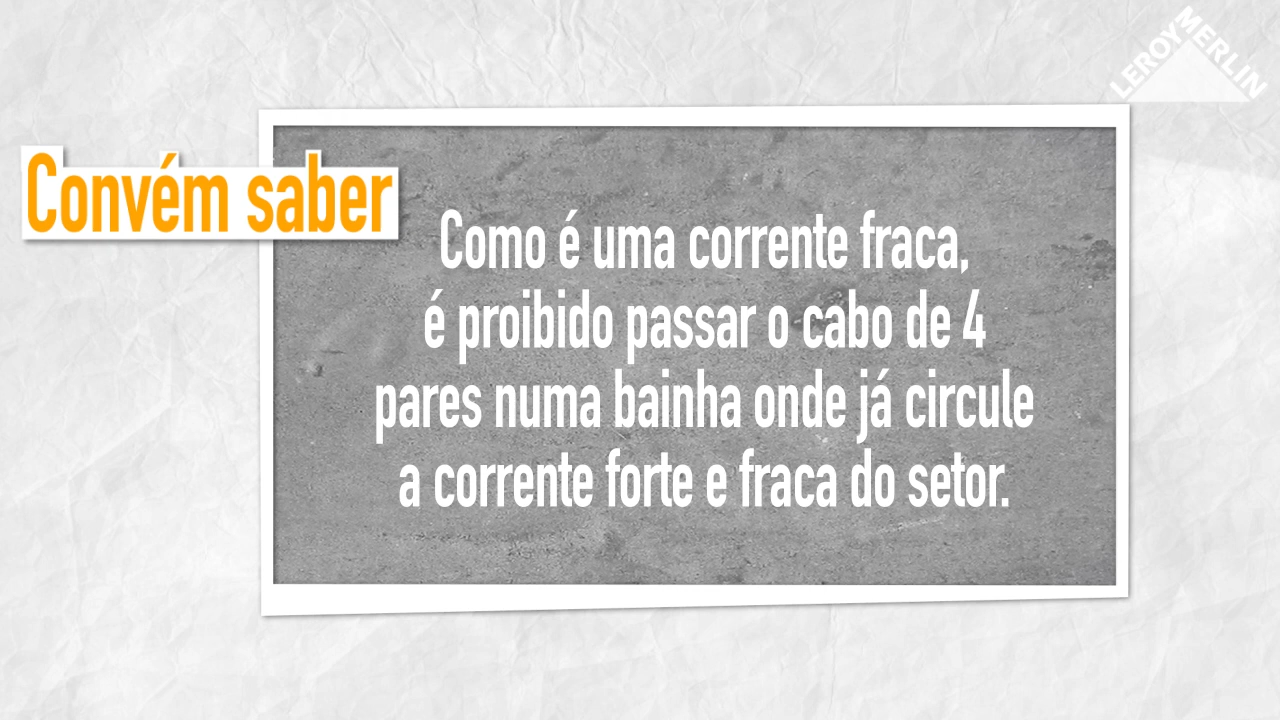 LEROY MERLIN
Convém saber
Como é uma corrente fraca,
é proibido passar o cabo de 4
pares numa bainha onde já circule
a corrente forte e fraca do setor.